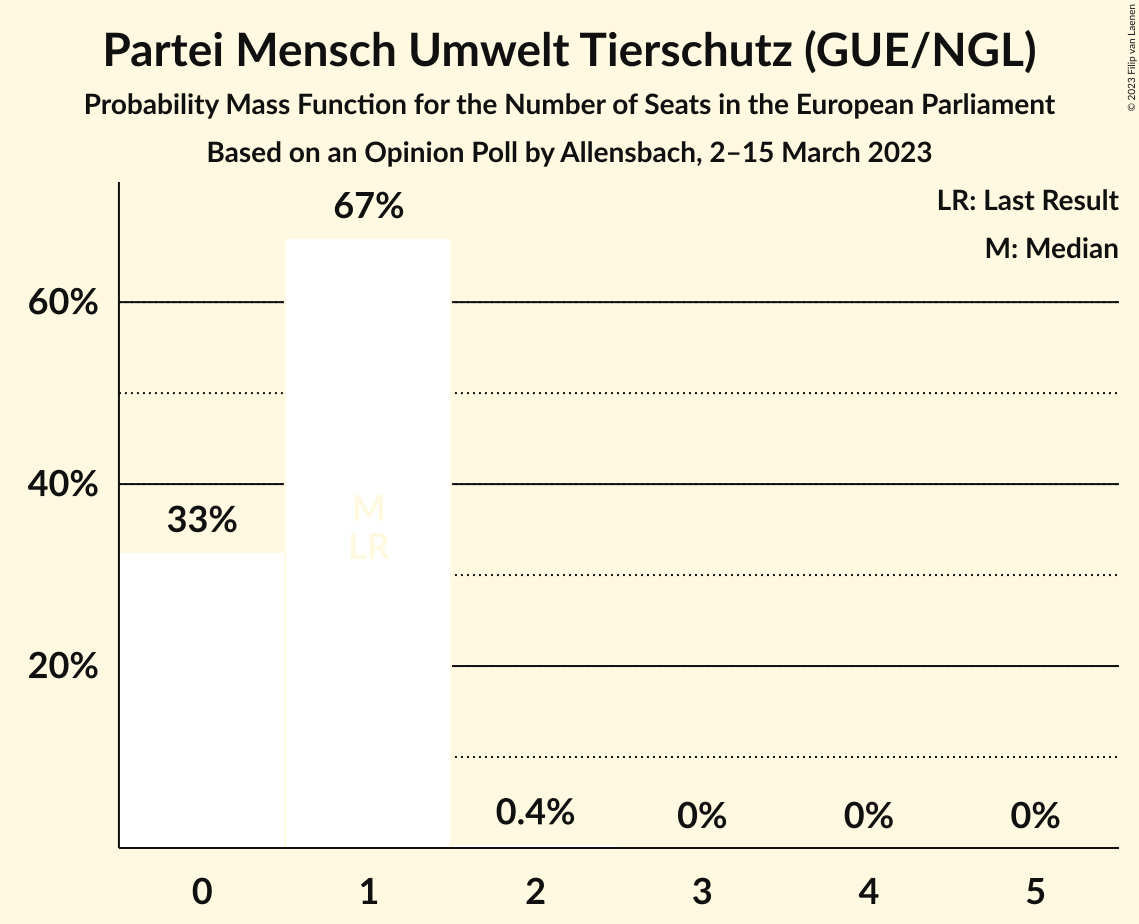 Partei Mensch Umwelt Tierschutz (GUE/NGL)
Probability Mass Function for the Number of Seats in the European Parliament
Based on an Opinion Poll by Allensbach, 2–15 March 2023
© 2023 Filip van Laenen
LR: Last Result
M: Median
67%
60%
40%
33%
M
LR
20%
0.4%
0%
0%
0%
0
1
2
3
4
5